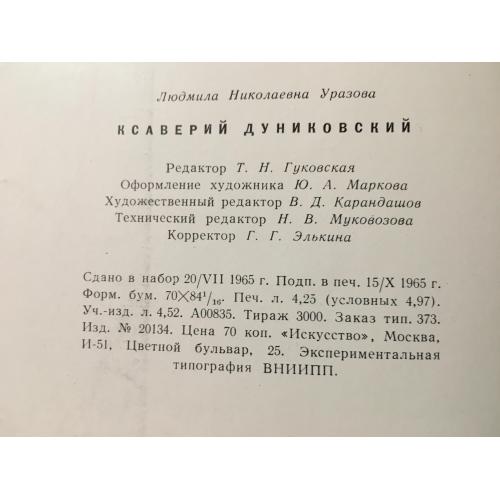 Людмила Николаевна Уразова
КСАВЕРИЙ ДУНИКОВСКИЙ
Редактор Т. Н. Гуковская
Оформление художника Ю. А. Маркова
Художественный редактор В. Д. Карандашов
Технический редактор Н. В. Муковозова
Корректор Г. Г. Элькина
Сдано в набор 20/VII 1965 г. Подп. в печ. 15/X 1965 г.
Форм. бум. 70×84¹/₁₆. Печ. л. 4,25 (условных 4,97).
Уч.-изд. л. 4,52. А00835. Тираж 3000. Заказ тип. 373.
Изд. № 20134. Цена 70 коп. «Искусство», Москва,
И-51, Цветной бульвар, 25. Экспериментальная
типография ВНИИПП.